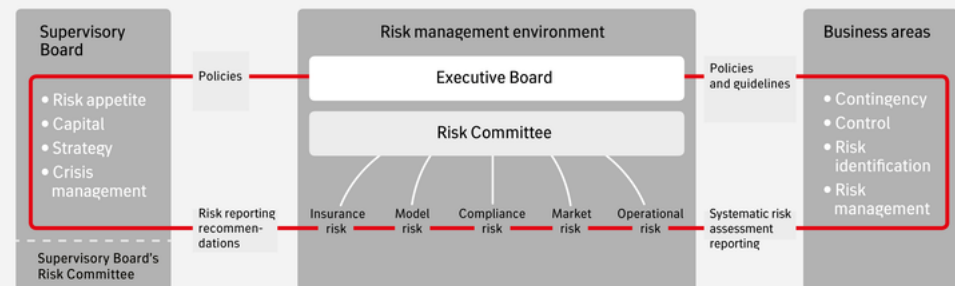 Supervisory
Board
• Risk appetite
• Capital
• Strategy
• Crisis
management
Supervisory Board's
Risk Committee
Policies
Risk reporting
recommen-
dations
Risk management environment
Executive Board
Risk Committee
Insurance
risk
Model
risk
Compliance
risk
Market
risk
Operational
risk
Policies
and guidelines
Systematic risk
assessment
reporting
Business areas
• Contingency
• Control
• Risk
identification
• Risk
management